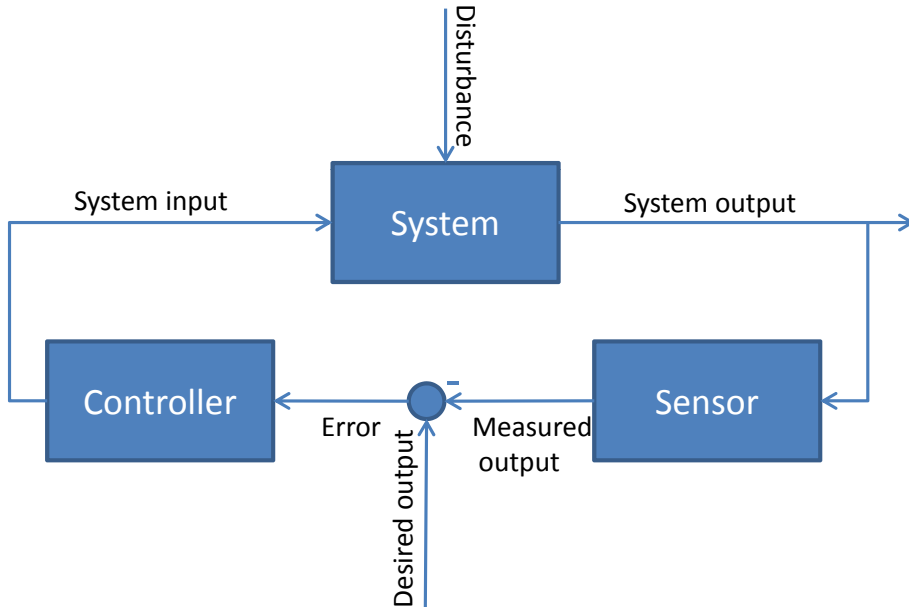 Disturbance
System input
System
System output
Controller
Error
-
Measured
output
Sensor
Desired output